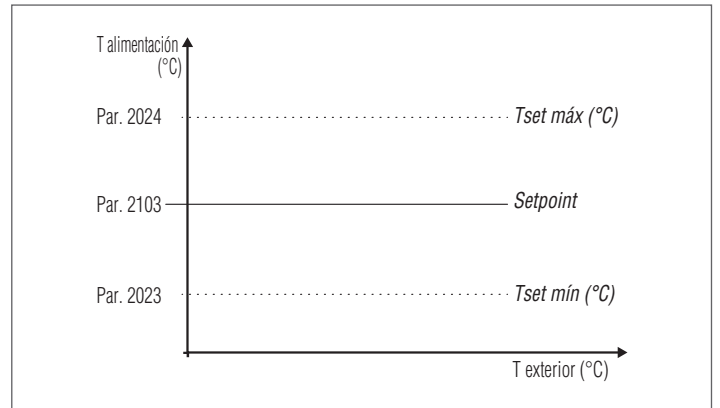 T alimentación
(°C)
Par. 2024
Tset máx (°C)
Par. 2103
Setpoint
Par. 2023
Tset mín (°C)
T exterior (°C)